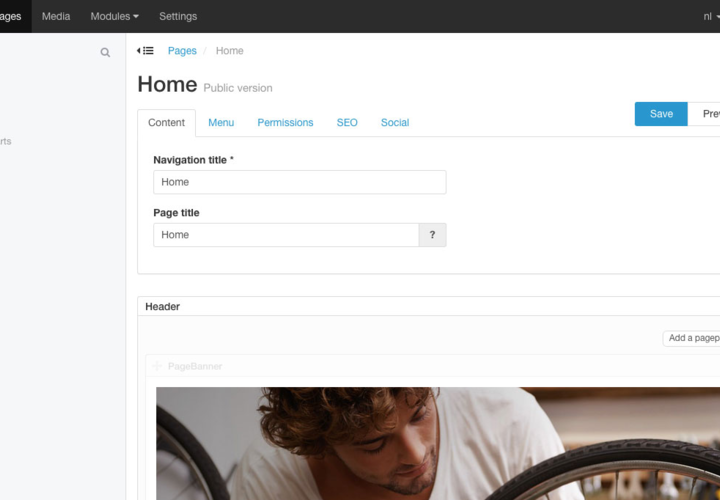 ages Media Modules Settings nl
Pages / Home
Home Public version
rts
Content Menu Permissions SEO Social Save Prev
Navigation title *
Home
Page title
Home ?
Header
Add a pagep
PageBanner